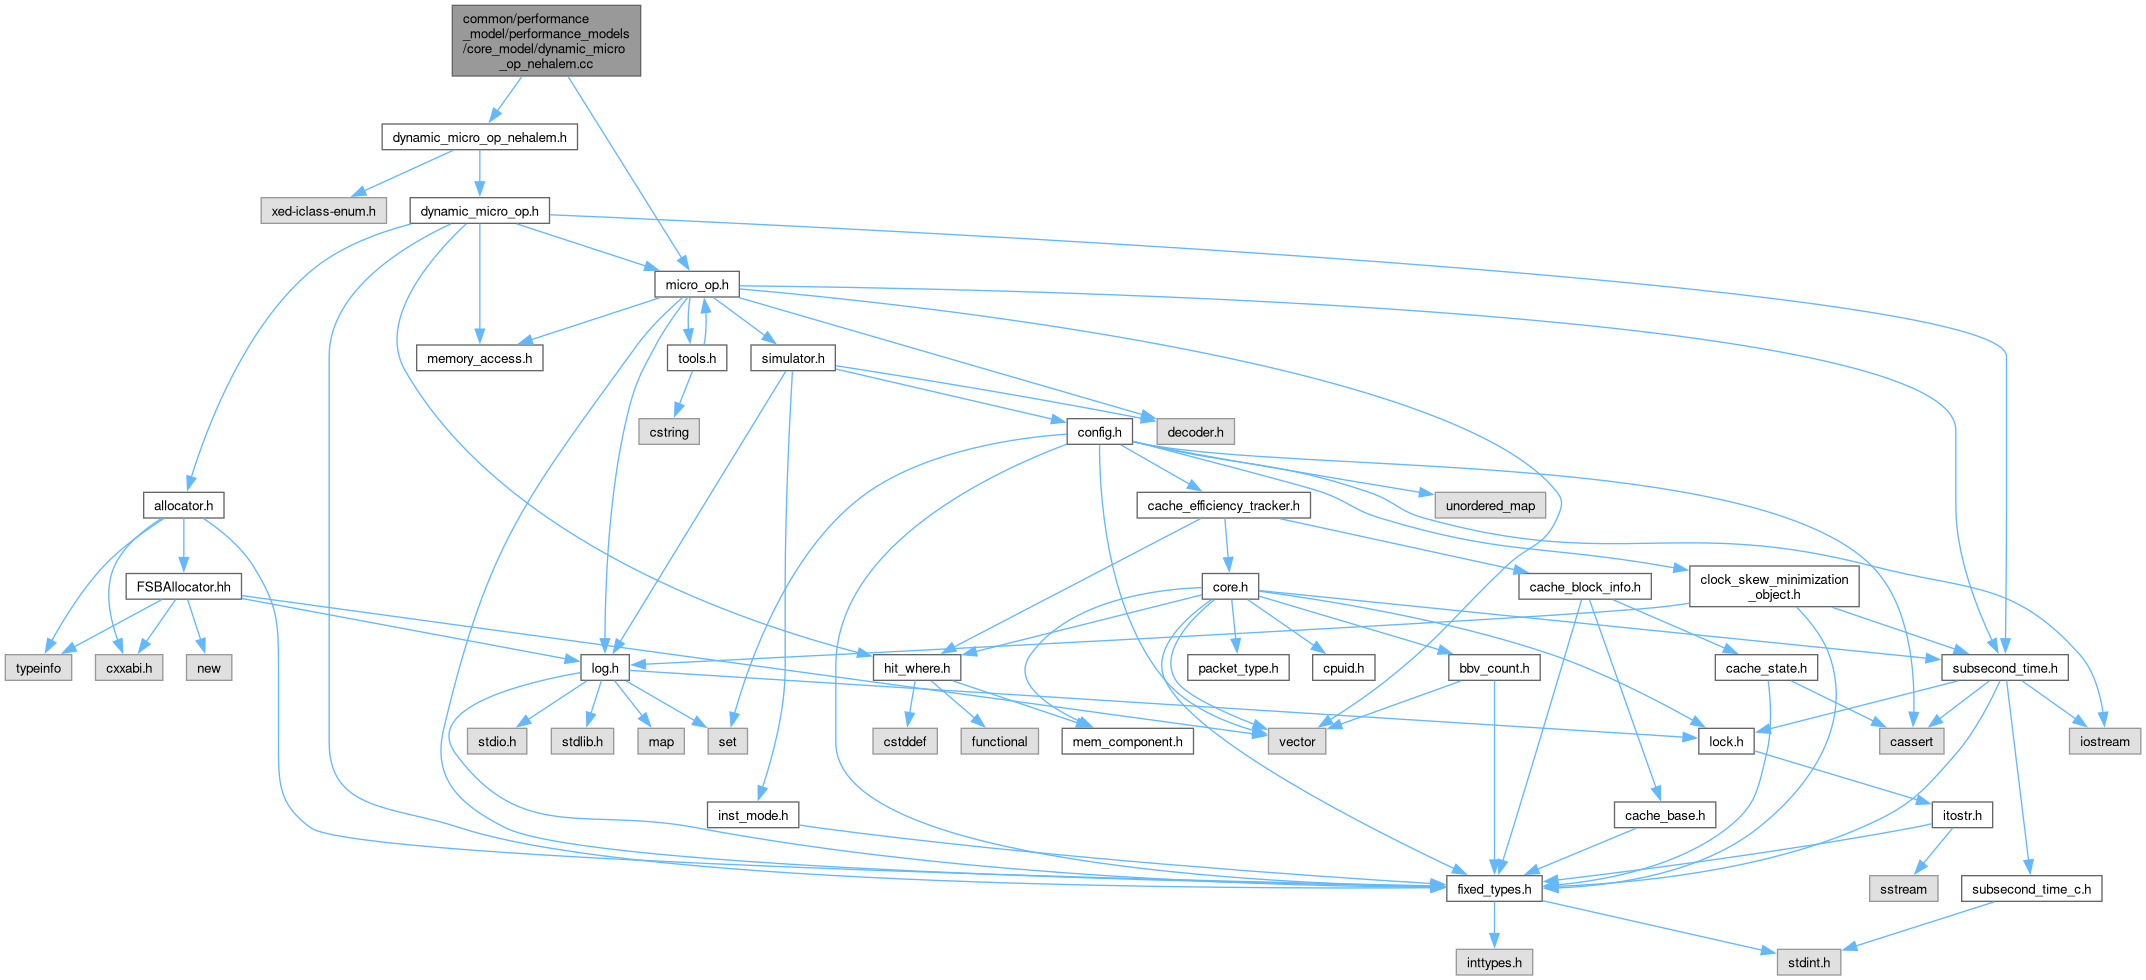 common/performance
_model/performance_models
/core_model/dynamic_micro
_op_nehalem.cc
dynamic_micro_op_nehalem.h
xed-iclass-enum.h
dynamic_micro_op.h
micro_op.h
memory_access.h
tools.h
simulator.h
cstring
config.h
decoder.h
allocator.h
cache_efficiency_tracker.h
unordered_map
FSBAllocator.hh
core.h
cache_block_info.h
clock_skew_minimization
_object.h
typeinfo
cxxabi.h
new
log.h
hit_where.h
packet_type.h
cpuid.h
bbv_count.h
cache_state.h
subsecond_time.h
stdio.h
stdlib.h
map
set
cstddef
functional
mem_component.h
vector
lock.h
cassert
iostream
inst_mode.h
cache_base.h
itostr.h
fixed_types.h
sstream
subsecond_time_c.h
inttypes.h
stdint.h